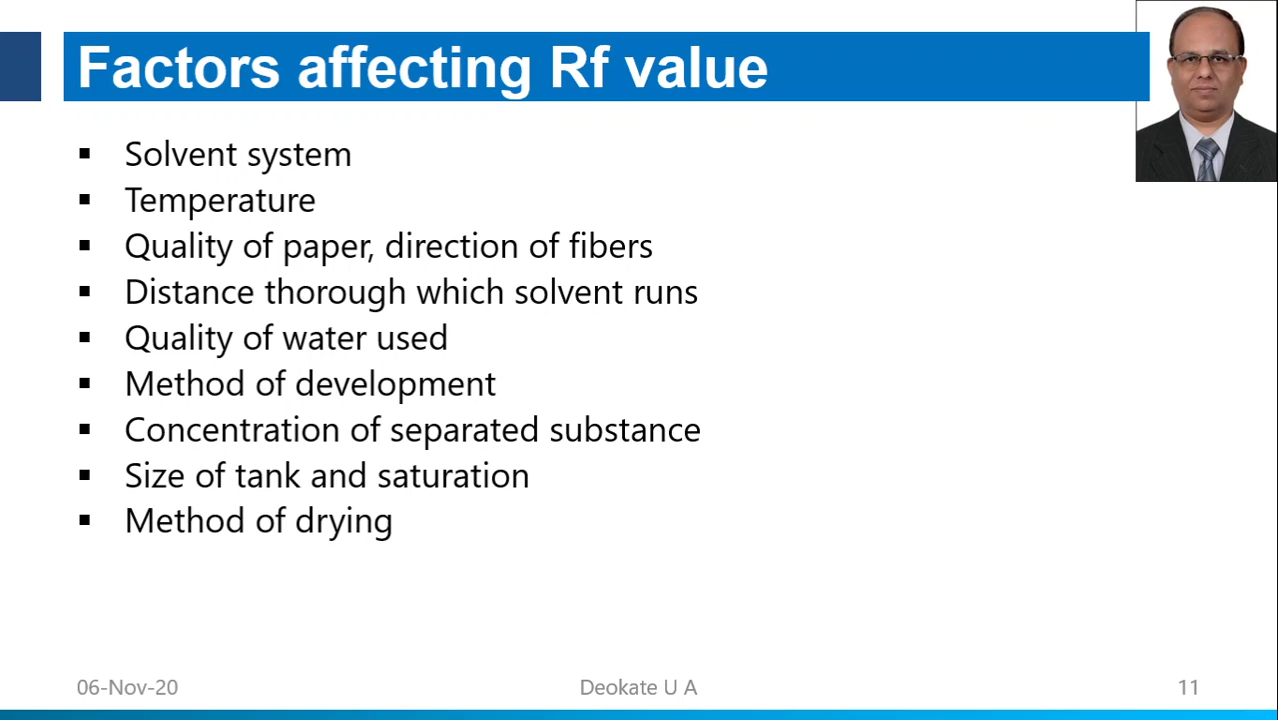 Factors affecting Rf value
Solvent system
Temperature
Quality of paper, direction of fibers
Distance thorough which solvent runs
Quality of water used
Method of development
Concentration of separated substance
Size of tank and saturation
Method of drying
06-Nov-20
Deokate U A
11